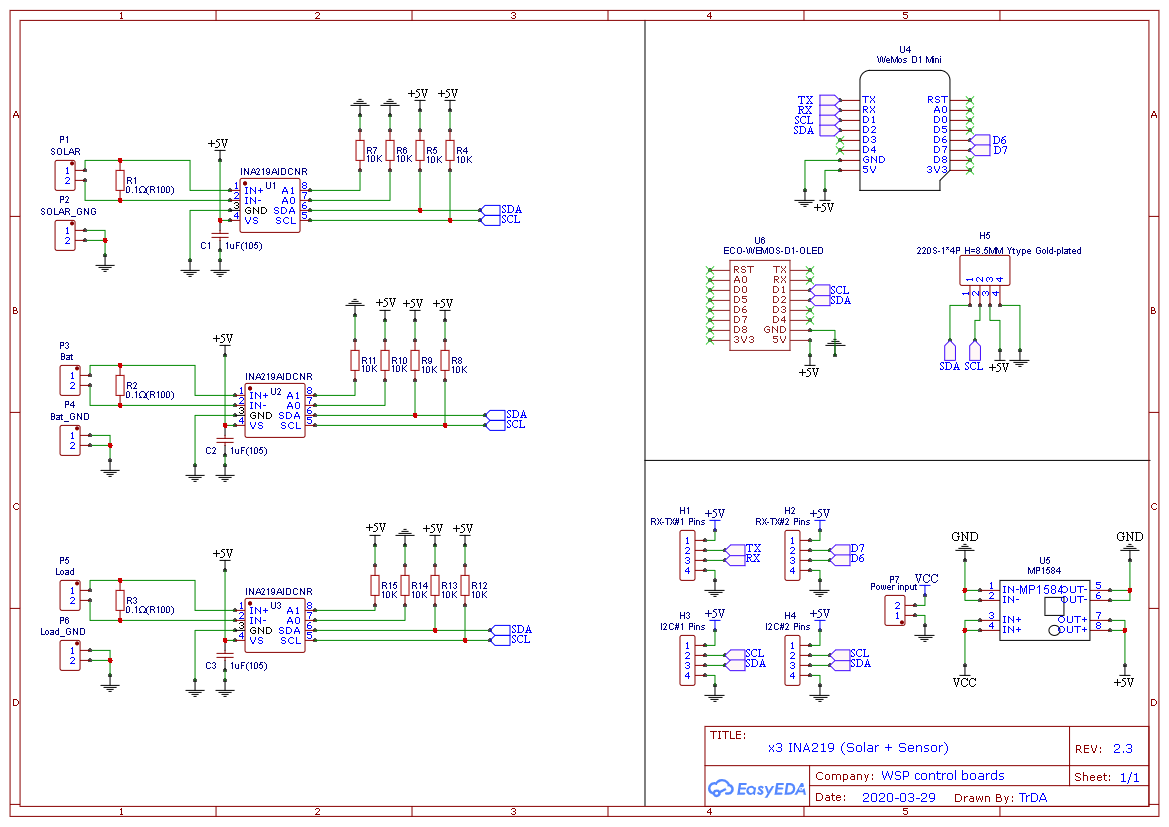 1 2 3 4 5
A
B
C
D
P1
SOLAR
1
2
P2
SOLAR_GNG
1
2
R1
0.1Ω(R100)
+5V
INA219AIDCNR
U1
1 IN+ A1 8
2 IN- A0 7
3 GND SDA 6
4 VS SCL 5
C1 1uF(105)
+5V +5V
R7 10K
R6 10K
R5 10K
R4 10K
SDA
SCL
P3
Bat
1
2
P4
Bat_GND
1
2
R2
0.1Ω(R100)
+5V
INA219AIDCNR
U2
1 IN+ A1 8
2 IN- A0 7
3 GND SDA 6
4 VS SCL 5
C2 1uF(105)
+5V +5V +5V
R11 10K
R10 10K
R9 10K
R8 10K
SDA
SCL
P5
Load
1
2
P6
Load_GND
1
2
R3
0.1Ω(R100)
+5V
INA219AIDCNR
U3
1 IN+ A1 8
2 IN- A0 7
3 GND SDA 6
4 VS SCL 5
C3 1uF(105)
+5V +5V +5V
R15 10K
R14 10K
R13 10K
R12 10K
SDA
SCL
U4
WeMos D1 Mini
TX TX RST
RX RX A0
SCL D1 D0
SDA D2 D5
D3 D6 D6
D4 D7 D7
GND D8
5V 3V3
+5V
U6
ECO-WEMOS-D1-OLED
RST TX
A0 RX
D0 D1 SCL
D5 D2 SDA
D6 D3
D7 D4
D8 GND
3V3 5V
+5V
H5
220S-1*4P H=8.5MM Ytype Gold-plated
1 2 3 4
1 2 3 4
SDA SCL +5V
H1
RX-TX#1 Pins
+5V
1
2
3
4
TX
RX
H2
RX-TX#2 Pins
+5V
1
2
3
4
D7
D6
H3
I2C#1 Pins
+5V
1
2
3
4
SCL
SDA
H4
I2C#2 Pins
+5V
1
2
3
4
SCL
SDA
P7
Power input
VCC
2
1
GND GND
U5
MP1584
MP1584
1 IN- OUT- 5
2 IN- OUT- 6
3 IN+ OUT+ 7
4 IN+ OUT+ 8
VCC +5V
TITLE:
x3 INA219 (Solar + Sensor)
REV: 2.3
EasyEDA
Company: WSP control boards
Sheet: 1/1
Date: 2020-03-29 Drawn By: TrDA
A
B
C
D
1 2 3 4 5